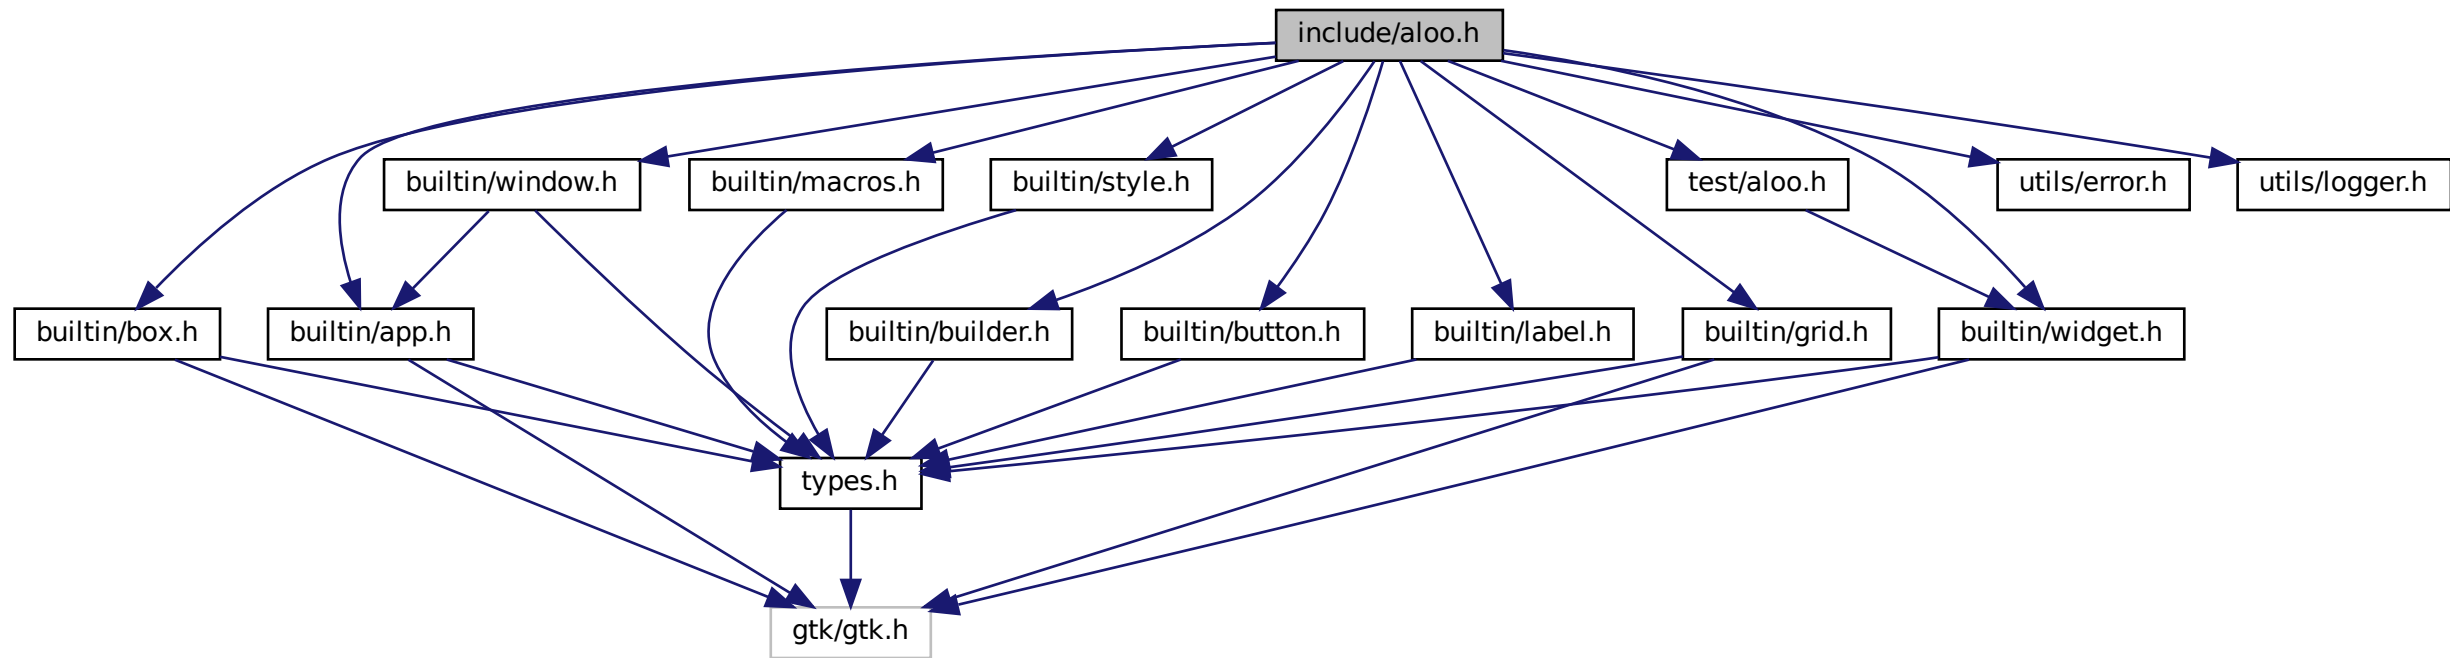 include/aloo.h
builtin/window.h
builtin/macros.h
builtin/style.h
test/aloo.h
utils/error.h
utils/logger.h
builtin/box.h
builtin/app.h
builtin/builder.h
builtin/button.h
builtin/label.h
builtin/grid.h
builtin/widget.h
types.h
gtk/gtk.h